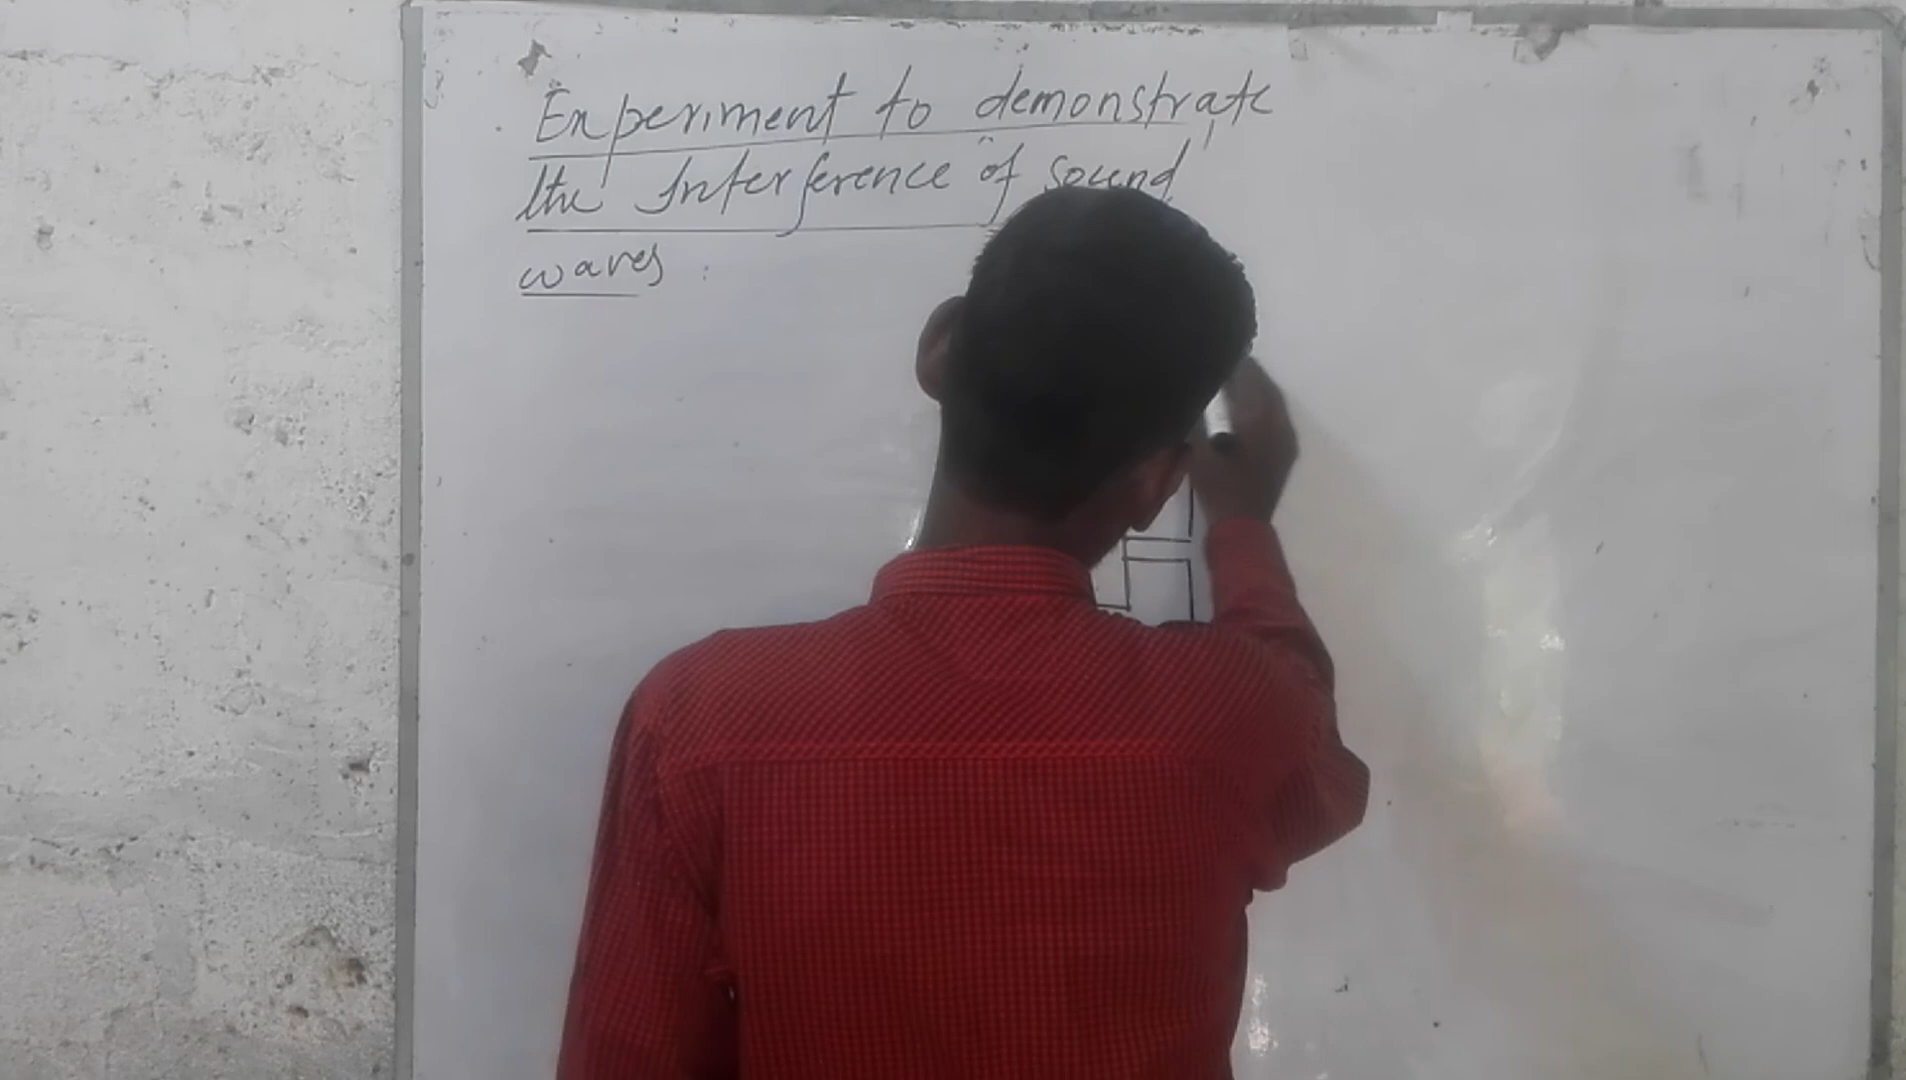 Experiment to demonstrate
the Interference of sound
waves :